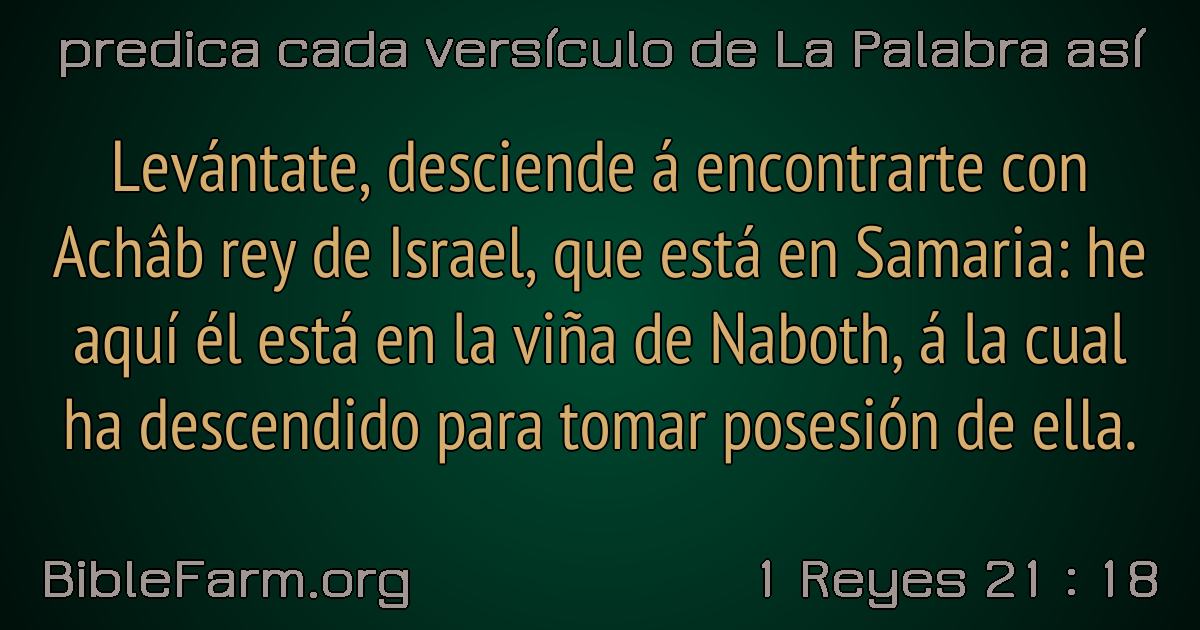 predica cada versículo de La Palabra así
Levántate, desciende á encontrarte con
Achâb rey de Israel, que está en Samaria: he
aquí él está en la viña de Naboth, á la cual
ha descendido para tomar posesión de ella.
BibleFarm.org
1 Reyes 21 : 18